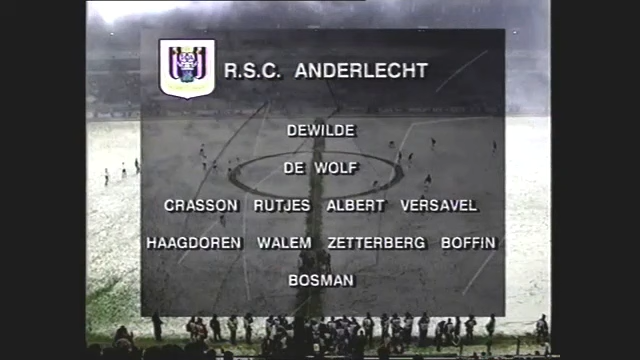 R.S.C. ANDERLECHT
DEWILDE
DE WOLF
CRASSON RUTJES ALBERT VERSAVEL
HAAGDOREN WALEM ZETTERBERG BOFFIN
BOSMAN